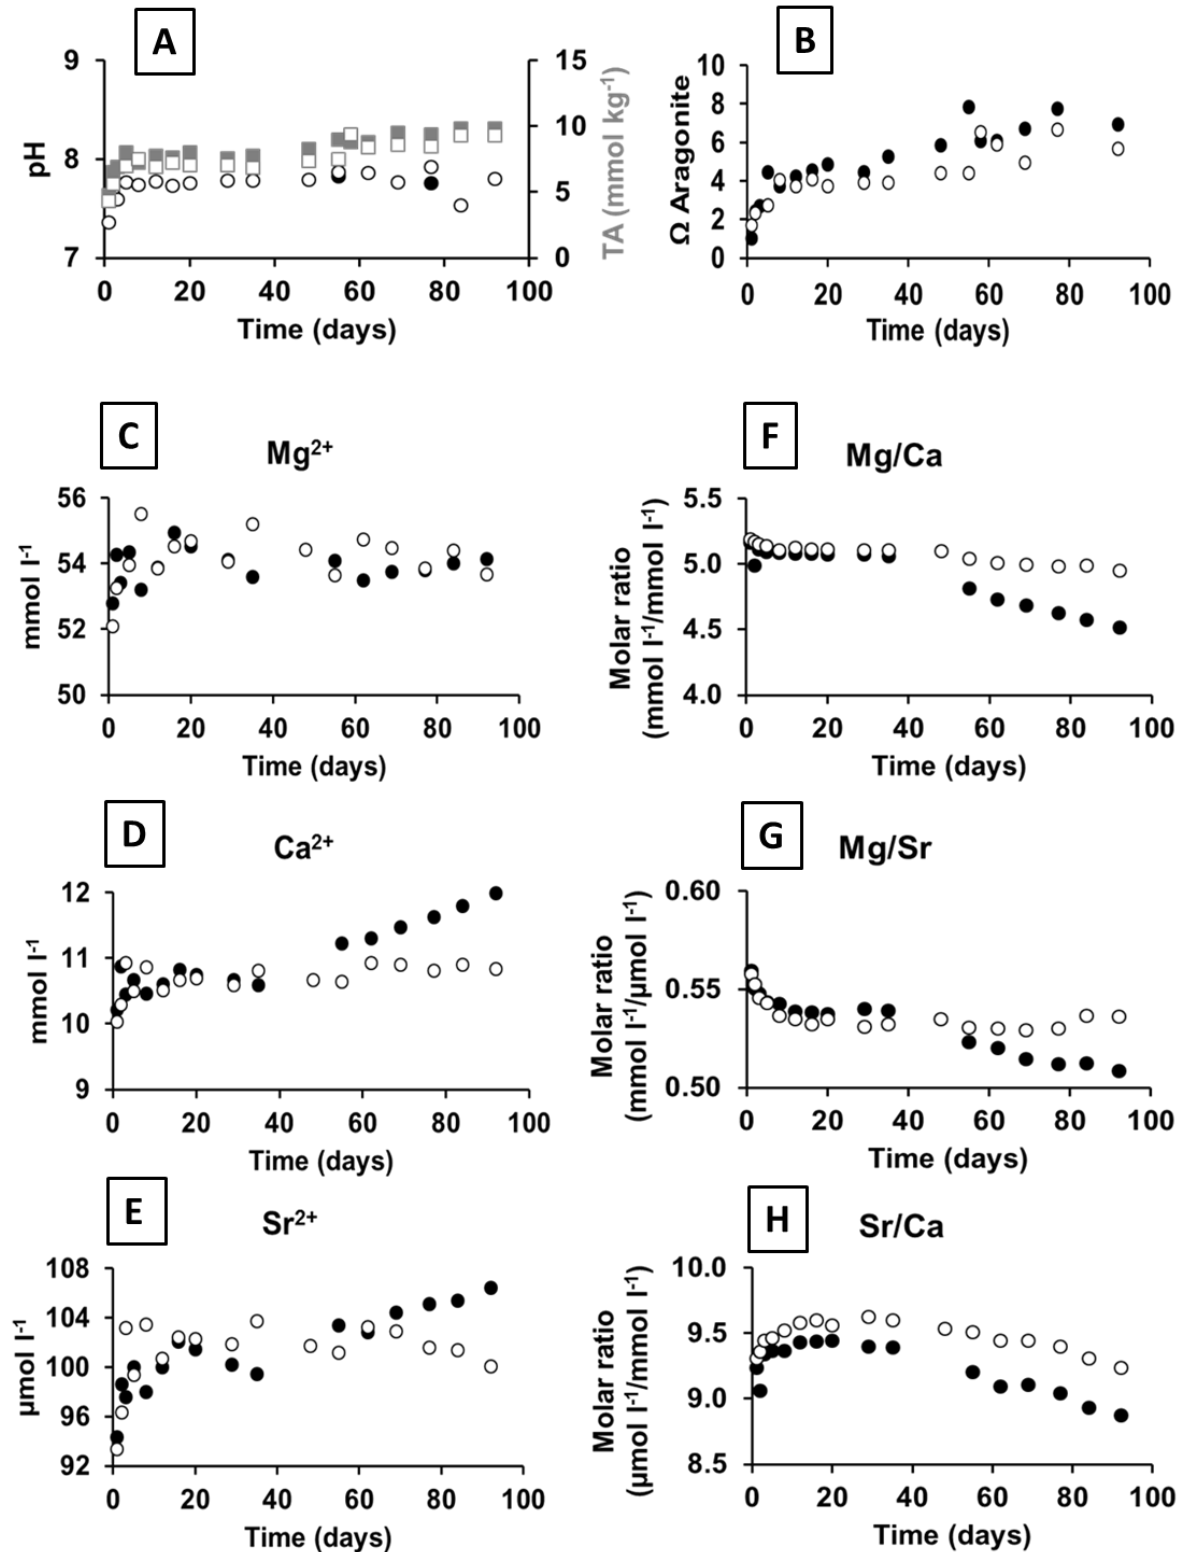 A
9
8
7
pH
15
10
5
0
TA (mmol kg-1)
0 20 40 60 80 100
Time (days)
B
10
8
6
4
2
0
Ω Aragonite
0 20 40 60 80 100
Time (days)
C
Mg2+
56
54
52
50
mmol l-1
0 20 40 60 80 100
Time (days)
F
Mg/Ca
5.5
5.0
4.5
4.0
Molar ratio
(mmol l-1/mmol l-1)
0 20 40 60 80 100
Time (days)
D
Ca2+
12
11
10
9
mmol l-1
0 20 40 60 80 100
Time (days)
G
Mg/Sr
0.60
0.55
0.50
Molar ratio
(mmol l-1/µmol l-1)
0 20 40 60 80 100
Time (days)
E
Sr2+
108
104
100
96
92
µmol l-1
0 20 40 60 80 100
Time (days)
H
Sr/Ca
10.0
9.5
9.0
8.5
Molar ratio
(µmol l-1/mmol l-1)
0 20 40 60 80 100
Time (days)